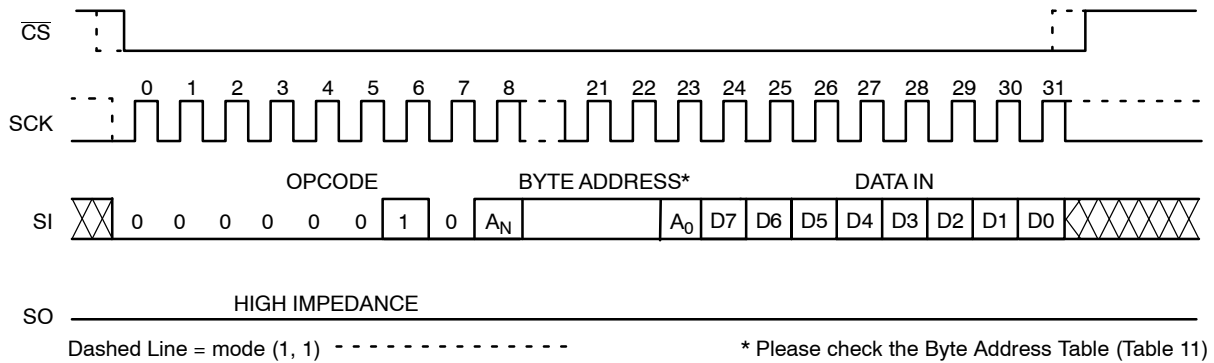 CS
0 1 2 3 4 5 6 7 8 21 22 23 24 25 26 27 28 29 30 31
SCK
OPCODE BYTE ADDRESS* DATA IN
SI 0 0 0 0 0 0 1 0 AN A0 D7 D6 D5 D4 D3 D2 D1 D0
HIGH IMPEDANCE
SO
Dashed Line = mode (1, 1) * Please check the Byte Address Table (Table 11)